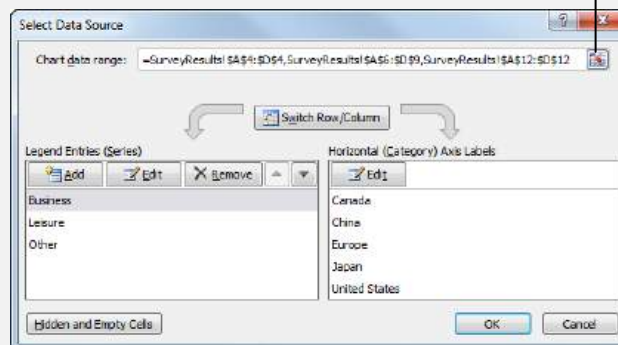 Select Data Source
Chart data range: =SurveyResults!$A$4:$D$4,SurveyResults!$A$6:$D$9,SurveyResults!$A$12:$D$12
Switch Row/Column
Legend Entries (Series)
Add Edit Remove
Business
Leisure
Other
Horizontal (Category) Axis Labels
Edit
Canada
China
Europe
Japan
United States
Hidden and Empty Cells
OK Cancel